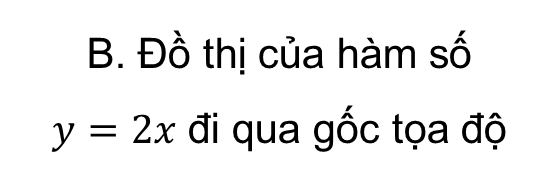 B. Đồ thị của hàm số
y = 2x đi qua gốc tọa độ